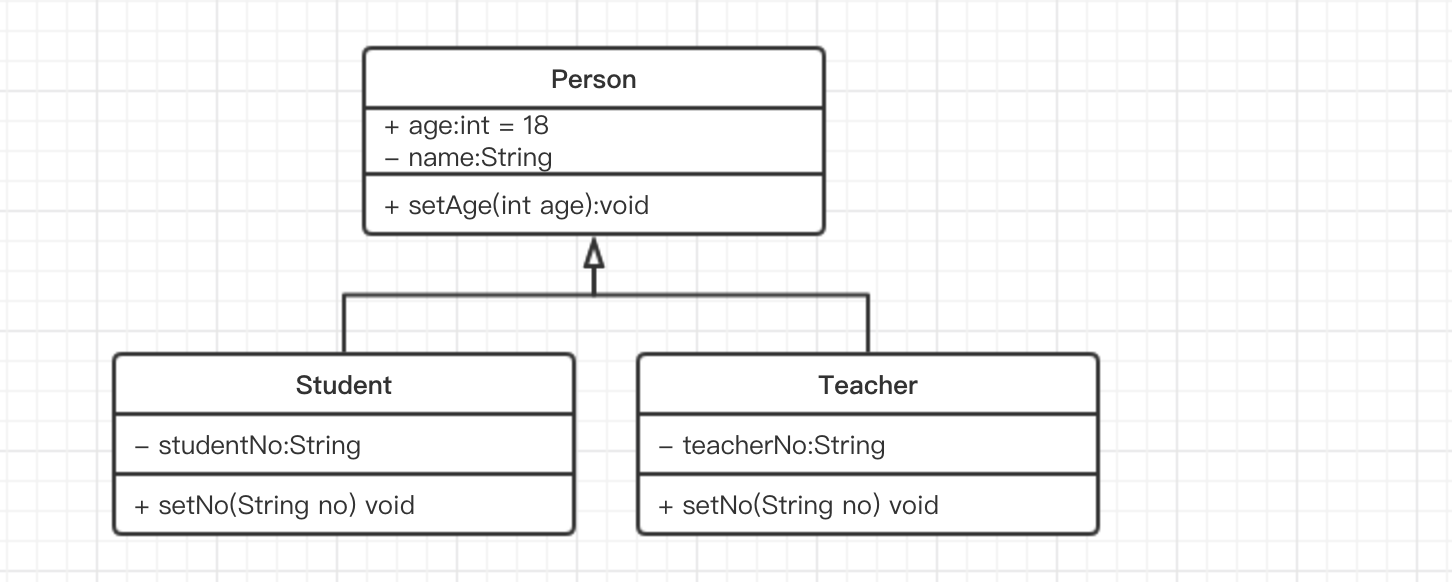 Person
+ age:int = 18
– name:String
+ setAge(int age):void
Student
– studentNo:String
+ setNo(String no) void
Teacher
– teacherNo:String
+ setNo(String no) void